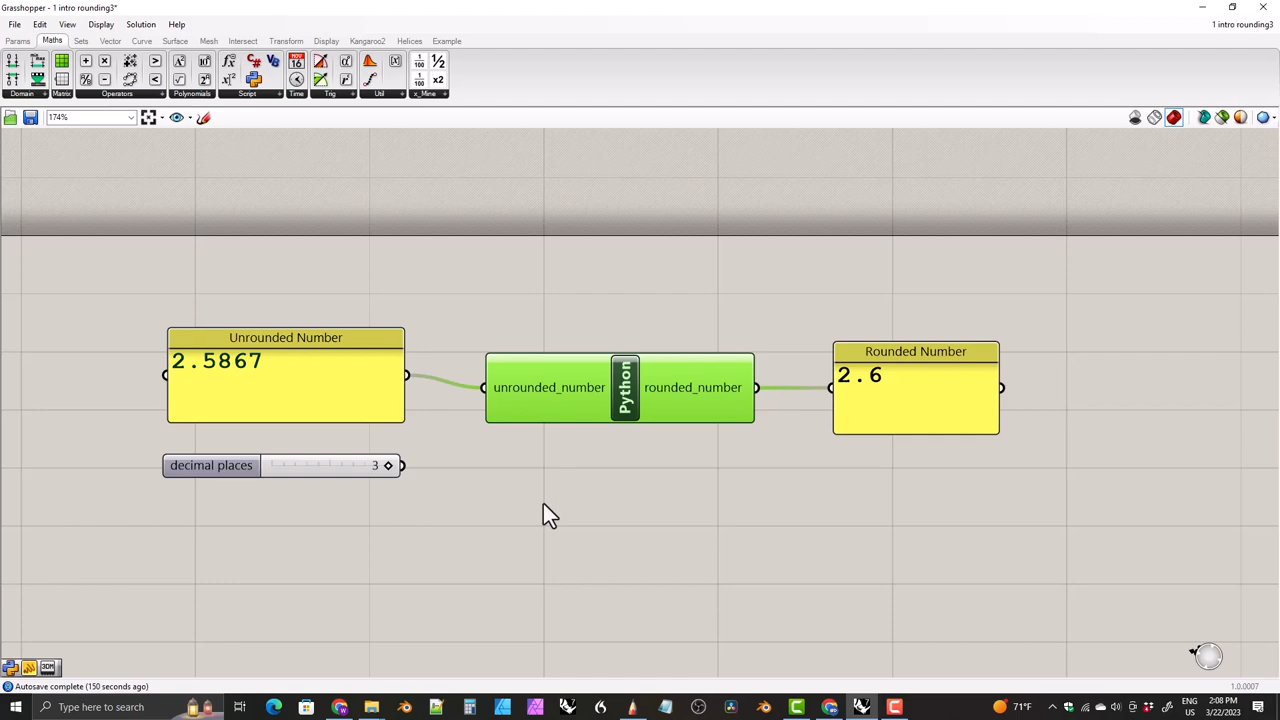 Grasshopper - 1 intro rounding3*
File Edit View Display Solution Help
1 intro rounding3
Params Maths Sets Vector Curve Surface Mesh Intersect Transform Display Kangaroo2 Helices Example
Domain Matrix Operators Polynomials Script Time Trig Util x_Mine
174%
Unrounded Number
2.5867
unrounded_number Python rounded_number
Rounded Number
2.6
decimal places 3
Autosave complete (150 seconds ago)
1.0.0007
Type here to search
71°F
ENG
US
2:08 PM
3/22/2023